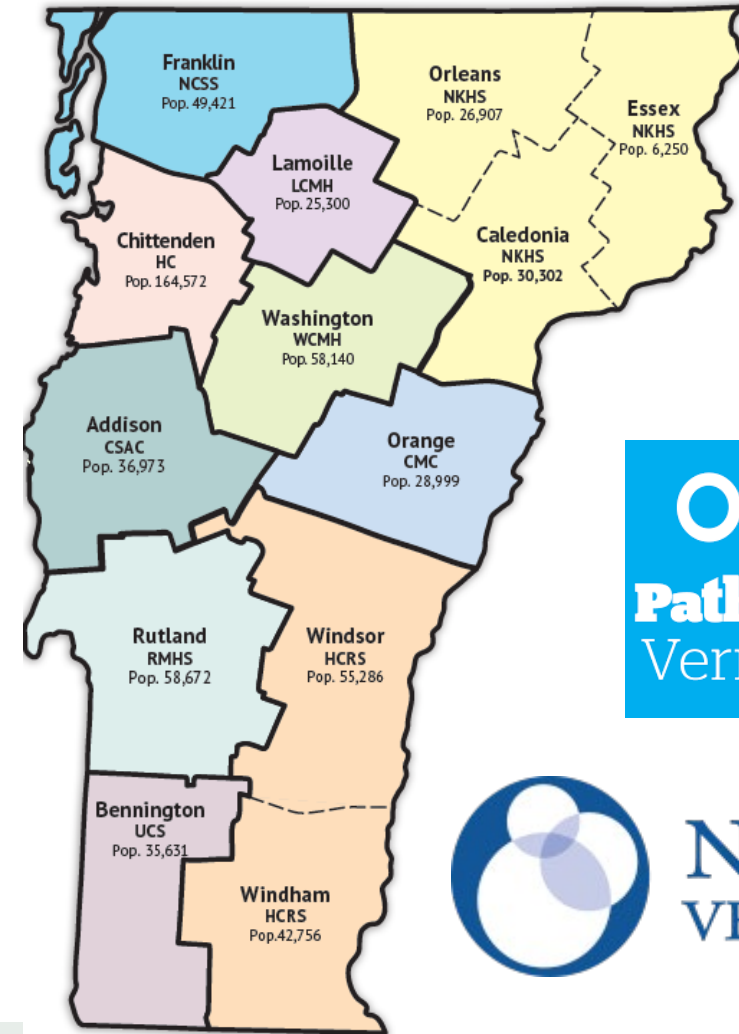 Franklin
NCSS
Pop. 49,421
Orleans
NKHS
Pop. 26,907
Essex
NKHS
Pop. 6,250
Lamoille
LCMH
Pop. 25,300
Chittenden
HC
Pop. 164,572
Caledonia
NKHS
Pop. 30,302
Washington
WCMH
Pop. 58,140
Addison
CSAC
Pop. 36,973
Orange
CMC
Pop. 28,999
Rutland
RMHS
Pop. 58,672
Windsor
HCRS
Pop. 55,286
Bennington
UCS
Pop. 35,631
Windham
HCRS
Pop.42,756